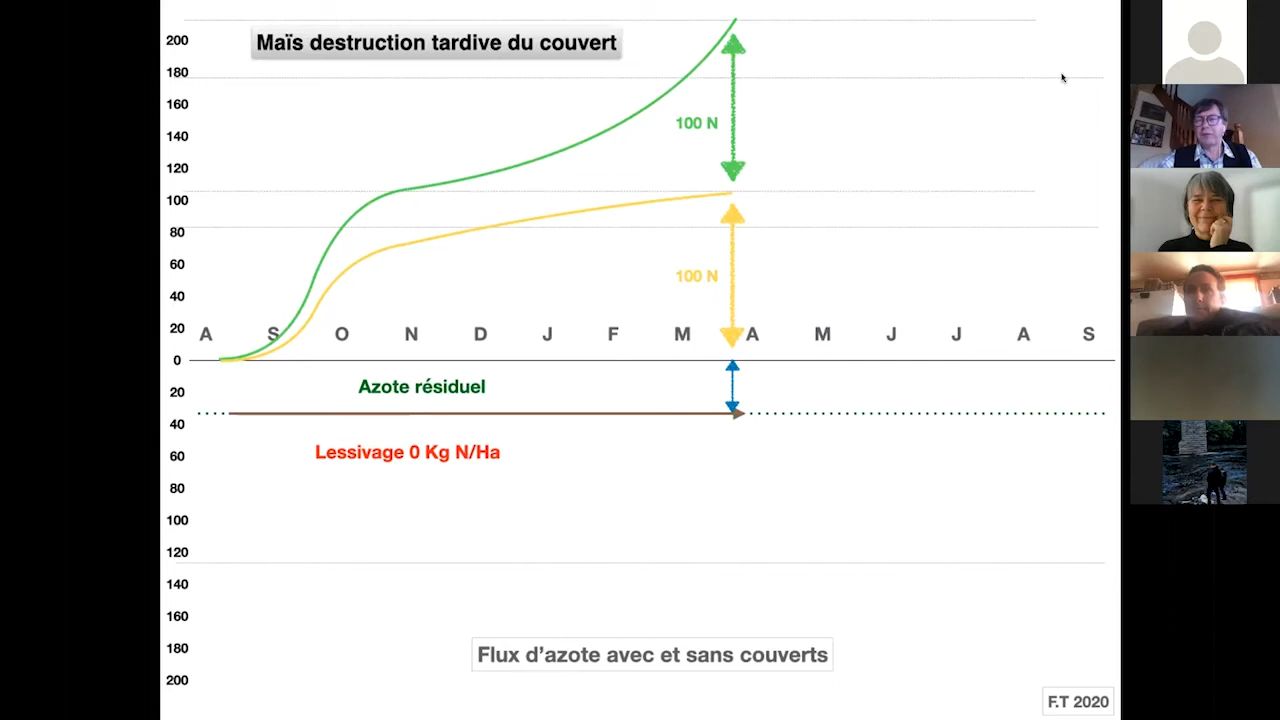 Maïs destruction tardive du couvert
200
180
160
140
120
100
80
60
40
20
0
20
40
60
80
100
120
140
160
180
200
100 N
100 N
A S O N D J F M A M J J A S
Azote résiduel
Lessivage 0 Kg N/Ha
Flux d’azote avec et sans couverts
F.T 2020